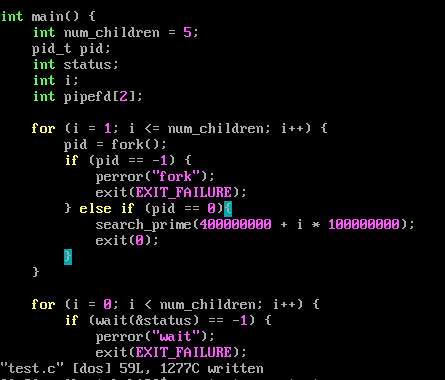 int main() {
    int num_children = 5;
    pid_t pid;
    int status;
    int i;
    int pipefd[2];

    for (i = 1; i <= num_children; i++) {
        pid = fork();
        if (pid == -1) {
            perror("fork");
            exit(EXIT_FAILURE);
        } else if (pid == 0){
            search_prime(400000000 + i * 100000000);
            exit(0);
        }
    }

    for (i = 0; i < num_children; i++) {
        if (wait(&status) == -1) {
            perror("wait");
            exit(EXIT_FAILURE);
"test.c" [dos] 59L, 1277C written